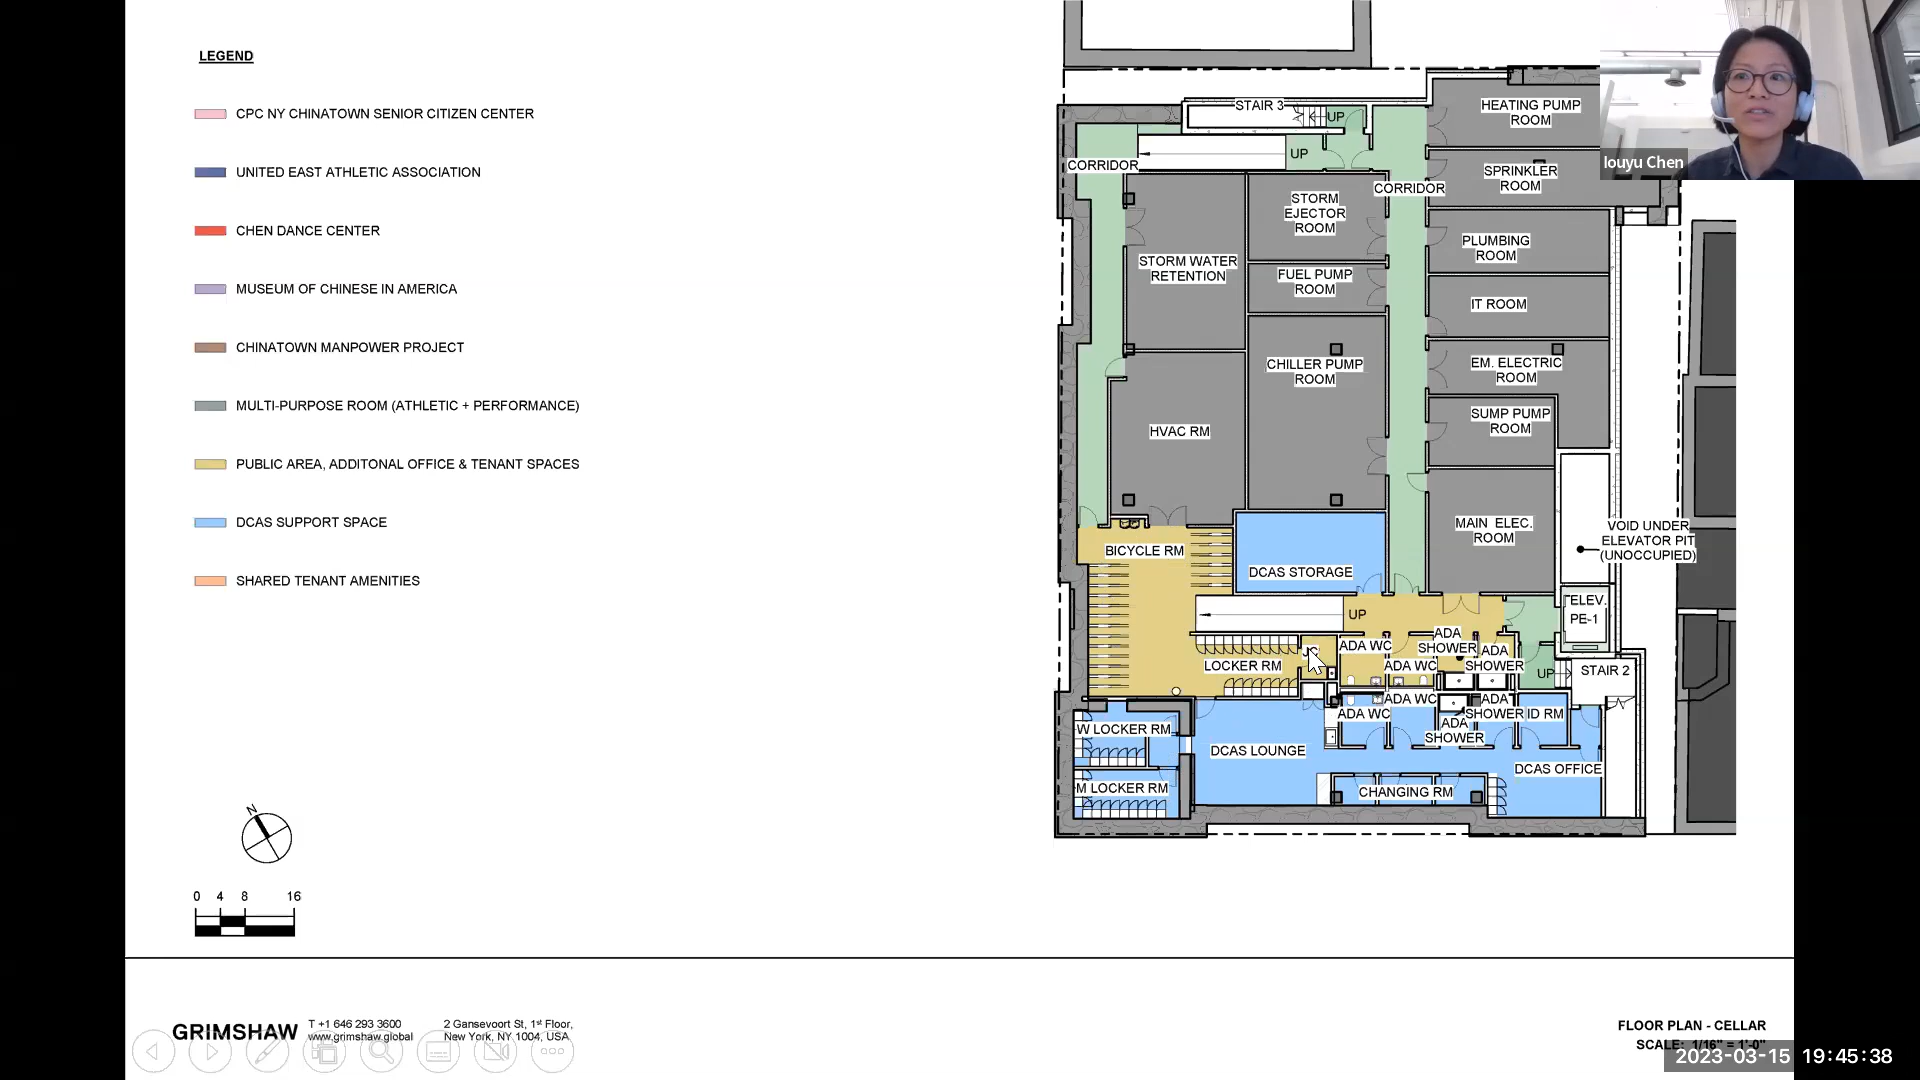 LEGEND
CPC NY CHINATOWN SENIOR CITIZEN CENTER
UNITED EAST ATHLETIC ASSOCIATION
CHEN DANCE CENTER
MUSEUM OF CHINESE IN AMERICA
CHINATOWN MANPOWER PROJECT
MULTI-PURPOSE ROOM (ATHLETIC + PERFORMANCE)
PUBLIC AREA, ADDITONAL OFFICE & TENANT SPACES
DCAS SUPPORT SPACE
SHARED TENANT AMENITIES
N
0 4 8 16
STAIR 3
UP
UP
CORRIDOR
CORRIDOR
HEATING PUMP
ROOM
SPRINKLER
ROOM
STORM
EJECTOR
ROOM
PLUMBING
ROOM
STORM WATER
RETENTION
FUEL PUMP
ROOM
IT ROOM
CHILLER PUMP
ROOM
EM. ELECTRIC
ROOM
SUMP PUMP
ROOM
HVAC RM
MAIN ELEC.
ROOM
VOID UNDER
ELEVATOR PIT
(UNOCCUPIED)
BICYCLE RM
DCAS STORAGE
ELEV.
PE-1
UP
LOCKER RM
ADA WC
ADA WC
ADA
SHOWER
ADA
SHOWER
UP
STAIR 2
ADA WC
ADA WC
ADA
SHOWER
ADA
SHOWER
ID RM
W LOCKER RM
DCAS LOUNGE
DCAS OFFICE
M LOCKER RM
CHANGING RM
Iouyu Chen
GRIMSHAW
T +1 646 293 3600
www.grimshaw.global
2 Gansevoort St, 1st Floor,
New York, NY 1004, USA
FLOOR PLAN - CELLAR
SCALE: 1/16" = 1'-0"
2023-03-15 19:45:38